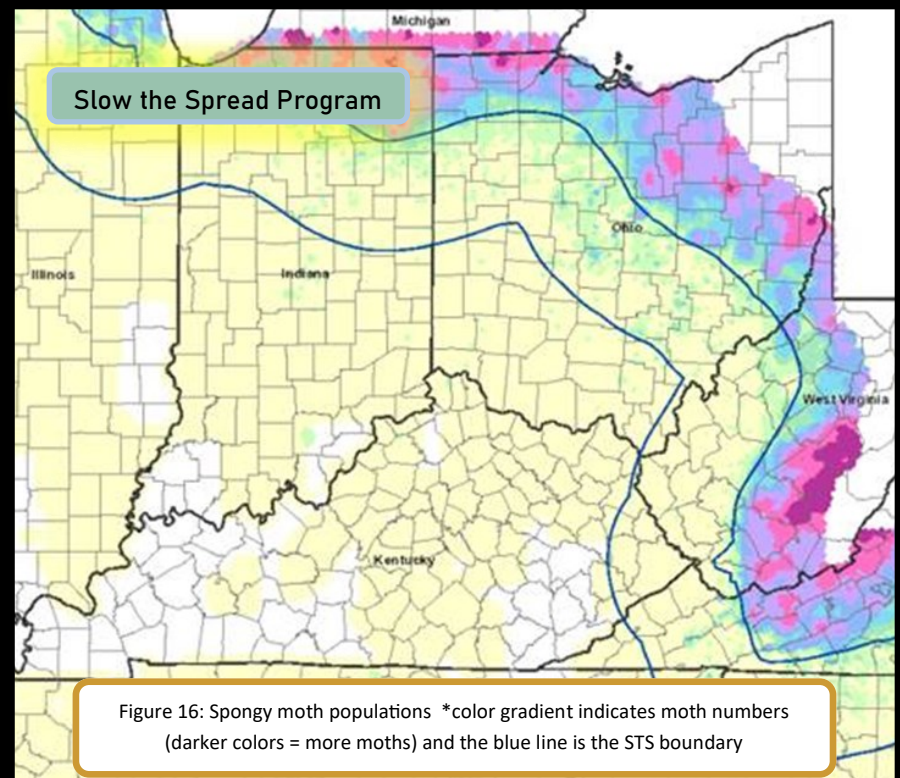 Michigan
Slow the Spread Program
Ohio
Illinois
Indiana
West Virginia
Kentucky
Figure 16: Spongy moth populations *color gradient indicates moth numbers
(darker colors = more moths) and the blue line is the STS boundary